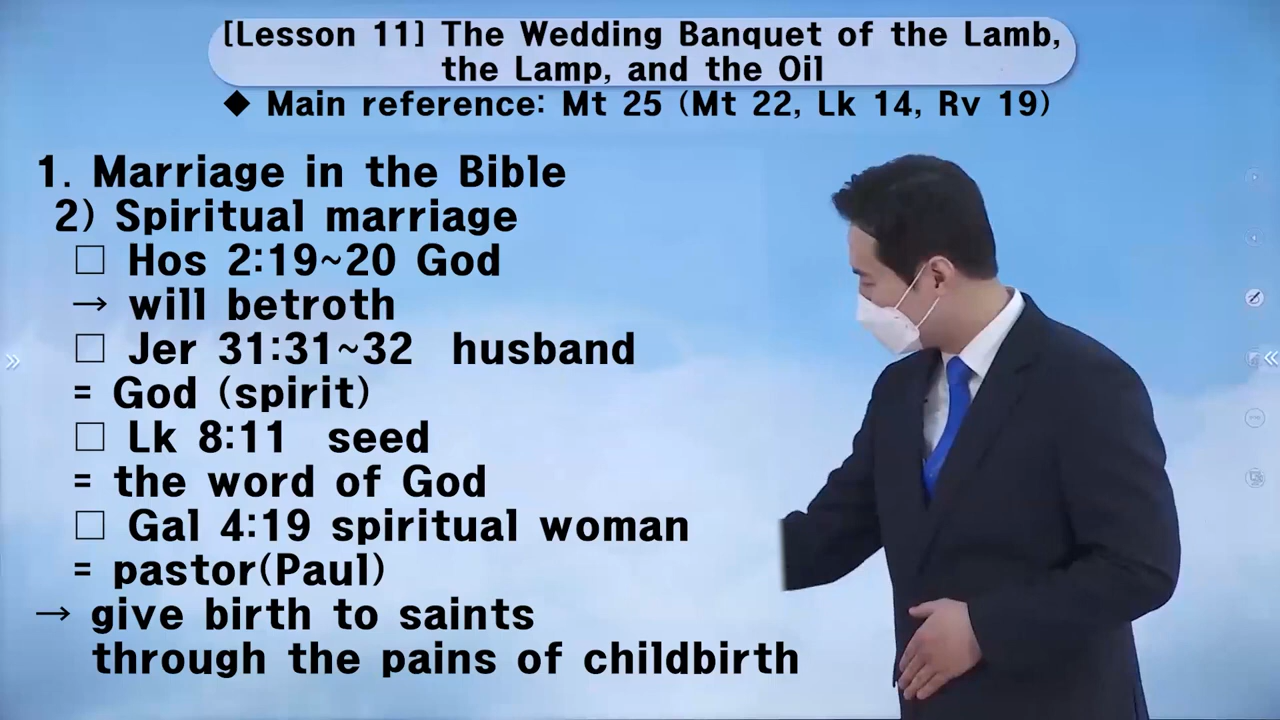 [Lesson 11] The Wedding Banquet of the Lamb,
the Lamp, and the Oil
◆ Main reference: Mt 25 (Mt 22, Lk 14, Rv 19)
1. Marriage in the Bible
2) Spiritual marriage
□ Hos 2:19~20 God
→ will betroth
□ Jer 31:31~32 husband
= God (spirit)
□ Lk 8:11 seed
= the word of God
□ Gal 4:19 spiritual woman
= pastor(Paul)
→ give birth to saints
through the pains of childbirth